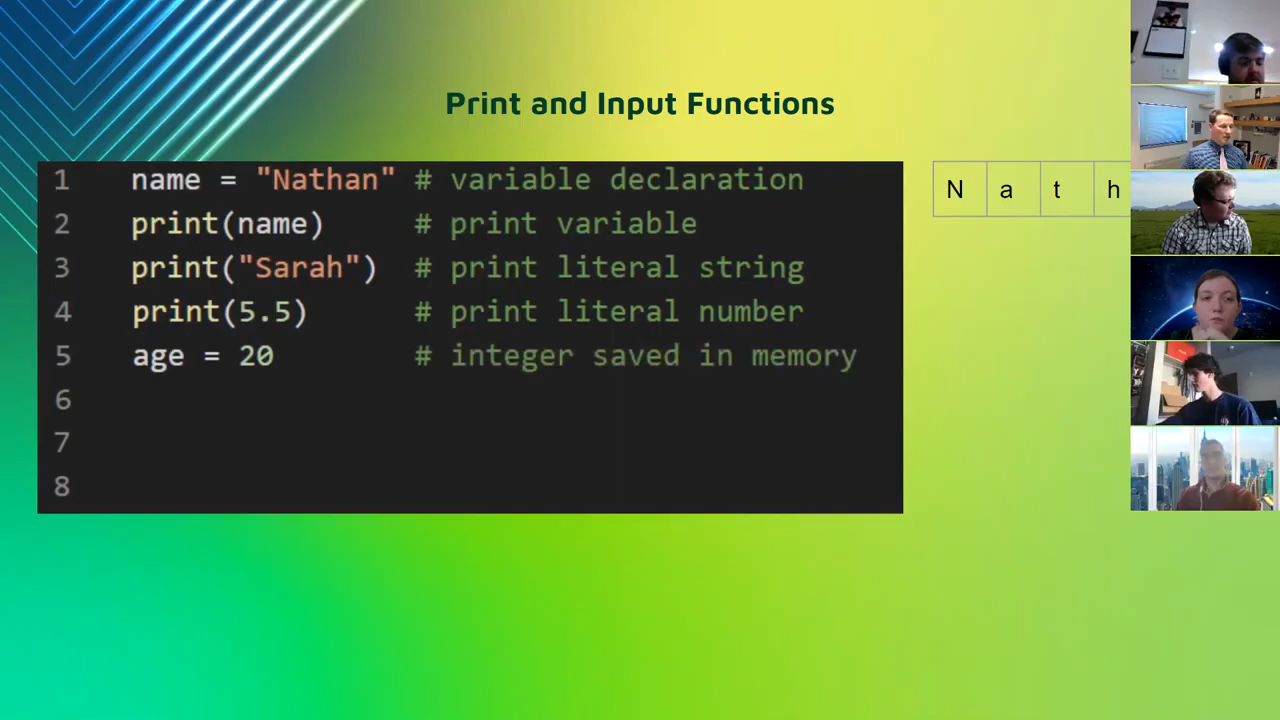 Print and Input Functions
1 name = "Nathan" # variable declaration
2 print(name) # print variable
3 print("Sarah") # print literal string
4 print(5.5) # print literal number
5 age = 20 # integer saved in memory
6
7
8
N a t h